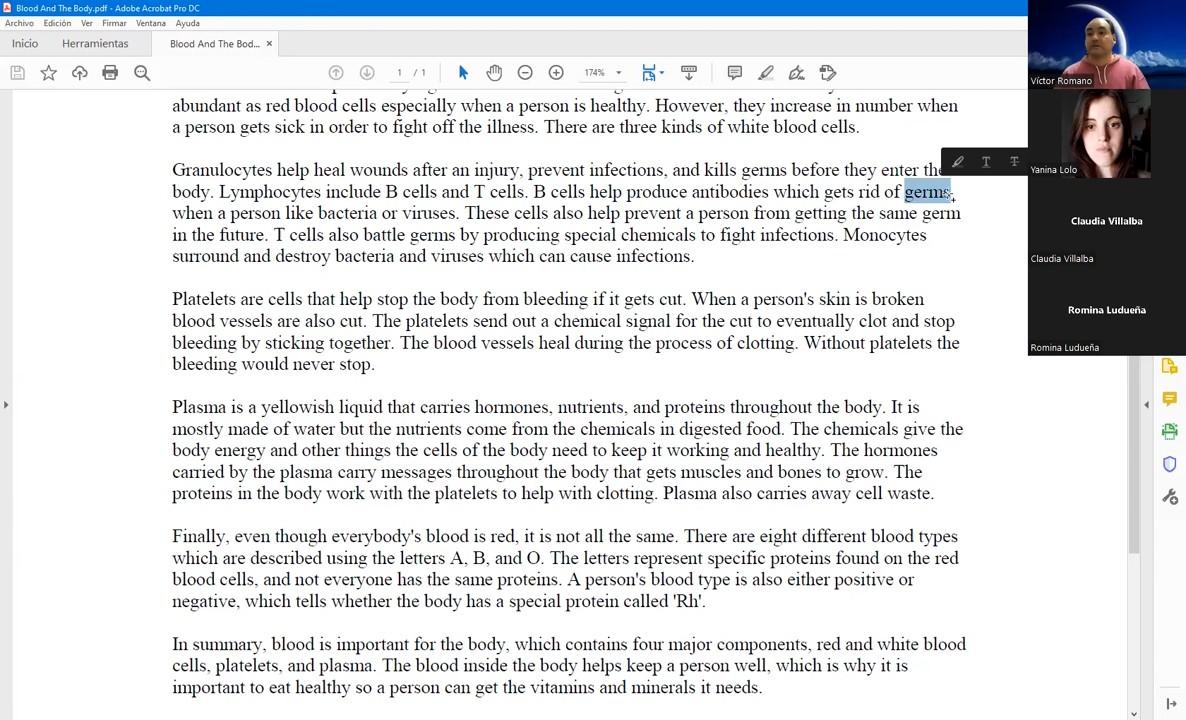 Blood And The Body.pdf - Adobe Acrobat Pro DC
Archivo Edición Ver Firmar Ventana Ayuda
Inicio Herramientas Blood And The Bod... ×
1 / 1 174%
abundant as red blood cells especially when a person is healthy. However, they increase in number when
a person gets sick in order to fight off the illness. There are three kinds of white blood cells.
Granulocytes help heal wounds after an injury, prevent infections, and kills germs before they enter the
body. Lymphocytes include B cells and T cells. B cells help produce antibodies which gets rid of germs
when a person like bacteria or viruses. These cells also help prevent a person from getting the same germ
in the future. T cells also battle germs by producing special chemicals to fight infections. Monocytes
surround and destroy bacteria and viruses which can cause infections.
Platelets are cells that help stop the body from bleeding if it gets cut. When a person's skin is broken
blood vessels are also cut. The platelets send out a chemical signal for the cut to eventually clot and stop
bleeding by sticking together. The blood vessels heal during the process of clotting. Without platelets the
bleeding would never stop.
Plasma is a yellowish liquid that carries hormones, nutrients, and proteins throughout the body. It is
mostly made of water but the nutrients come from the chemicals in digested food. The chemicals give the
body energy and other things the cells of the body need to keep it working and healthy. The hormones
carried by the plasma carry messages throughout the body that gets muscles and bones to grow. The
proteins in the body work with the platelets to help with clotting. Plasma also carries away cell waste.
Finally, even though everybody's blood is red, it is not all the same. There are eight different blood types
which are described using the letters A, B, and O. The letters represent specific proteins found on the red
blood cells, and not everyone has the same proteins. A person's blood type is also either positive or
negative, which tells whether the body has a special protein called 'Rh'.
In summary, blood is important for the body, which contains four major components, red and white blood
cells, platelets, and plasma. The blood inside the body helps keep a person well, which is why it is
important to eat healthy so a person can get the vitamins and minerals it needs.
Víctor Romano
Yanina Lolo
Claudia Villalba
Claudia Villalba
Romina Ludueña
Romina Ludueña